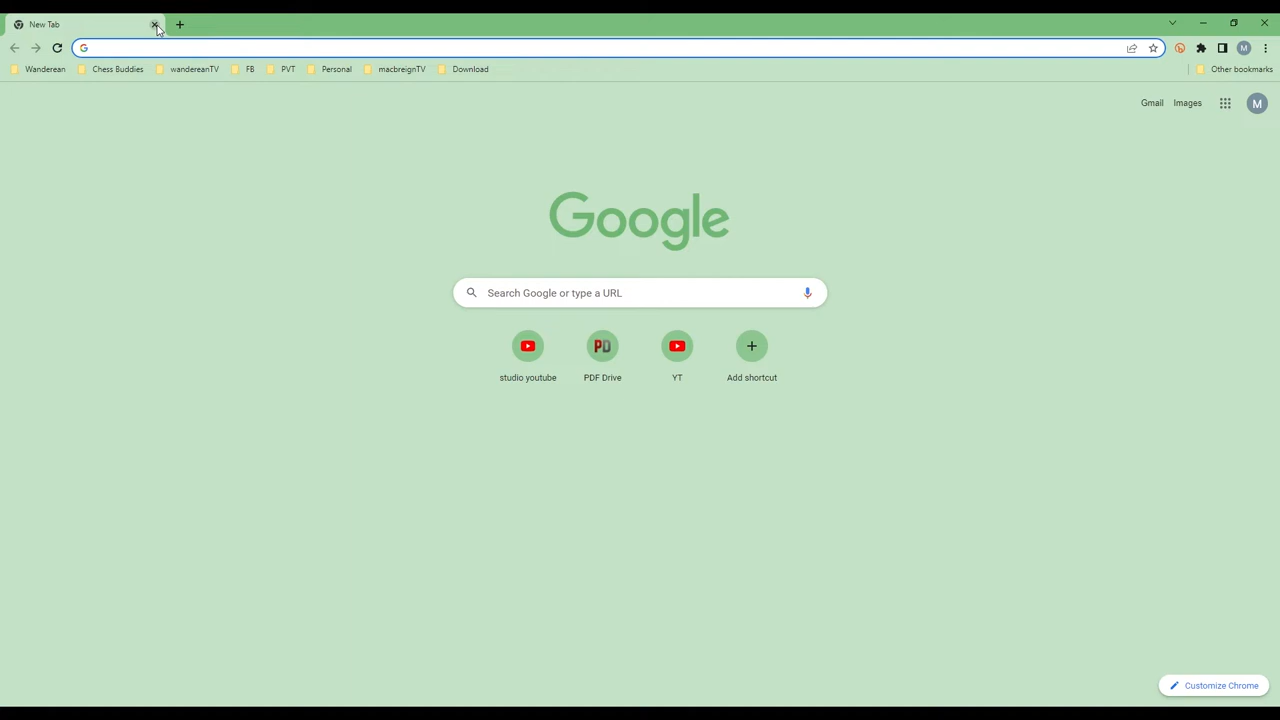 New Tab
Wanderean Chess Buddies wandereanTV FB PVT Personal macbreignTV Download Other bookmarks
M
Gmail Images M
Google
Search Google or type a URL
PD
studio youtube PDF Drive YT Add shortcut
Customize Chrome